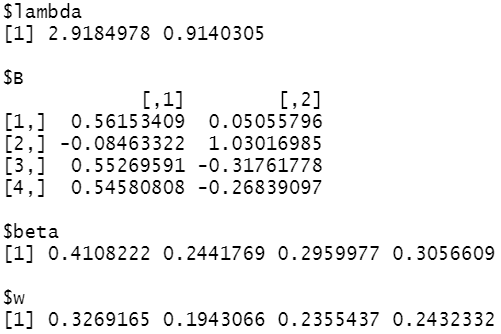 $lambda
[1] 2.9184978 0.9140305
$B
[,1] [,2]
[1,] 0.56153409 0.05055796
[2,] -0.08463322 1.03016985
[3,] 0.55269591 -0.31761778
[4,] 0.54580808 -0.26839097
$beta
[1] 0.4108222 0.2441769 0.2959977 0.3056609
$w
[1] 0.3269165 0.1943066 0.2355437 0.2432332